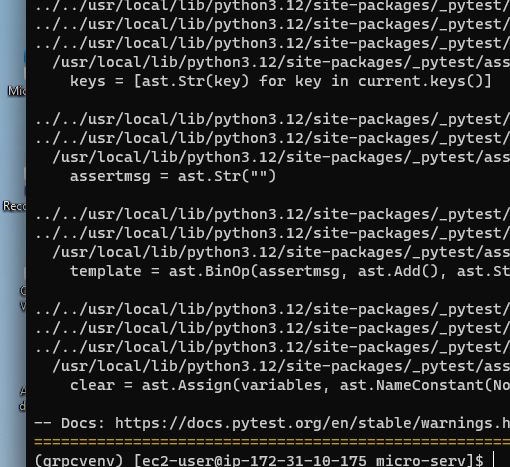 ../../usr/local/lib/python3.12/site-packages/_pytest/
../../usr/local/lib/python3.12/site-packages/_pytest/
../../usr/local/lib/python3.12/site-packages/_pytest/
/usr/local/lib/python3.12/site-packages/_pytest/ass
keys = [ast.Str(key) for key in current.keys()]
Mic
../../usr/local/lib/python3.12/site-packages/_pytest/
../../usr/local/lib/python3.12/site-packages/_pytest/
/usr/local/lib/python3.12/site-packages/_pytest/ass
assertmsg = ast.Str("")
Reco
../../usr/local/lib/python3.12/site-packages/_pytest/
../../usr/local/lib/python3.12/site-packages/_pytest/
/usr/local/lib/python3.12/site-packages/_pytest/ass
template = ast.BinOp(assertmsg, ast.Add(), ast.St
../../usr/local/lib/python3.12/site-packages/_pytest/
../../usr/local/lib/python3.12/site-packages/_pytest/
../../usr/local/lib/python3.12/site-packages/_pytest/
/usr/local/lib/python3.12/site-packages/_pytest/ass
clear = ast.Assign(variables, ast.NameConstant(No
-- Docs: https://docs.pytest.org/en/stable/warnings.h
(grpcvenv) [ec2-user@ip-172-31-10-175 micro-serv]$